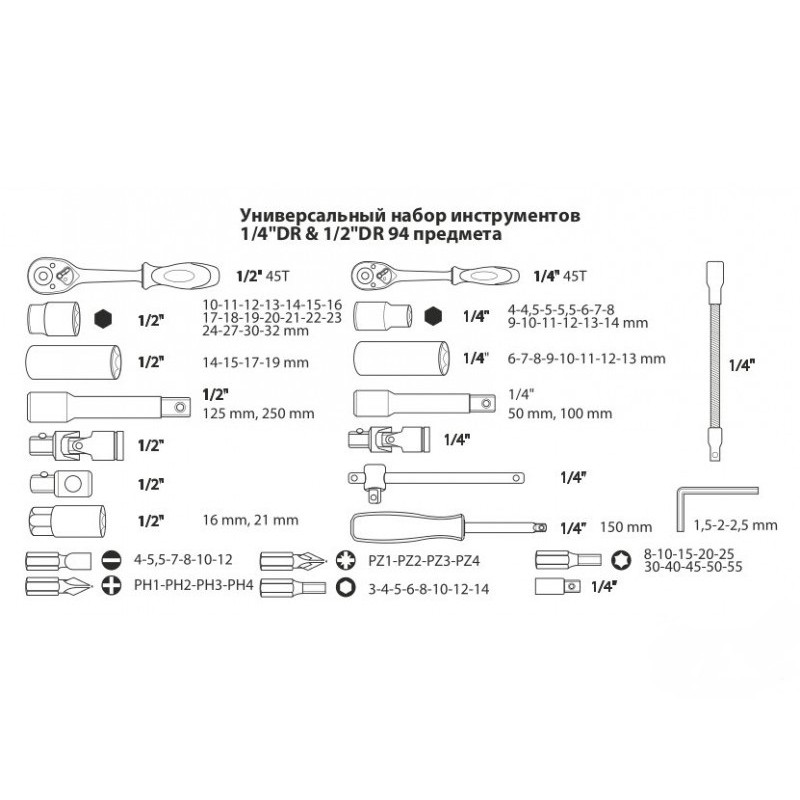 Универсальный набор инструментов
1/4"DR & 1/2"DR 94 предмета
1/2" 45T
1/2"
10-11-12-13-14-15-16
17-18-19-20-21-22-23
24-27-30-32 mm
1/2"
14-15-17-19 mm
1/2"
125 mm, 250 mm
1/2"
1/2"
1/2"
16 mm, 21 mm
1/4" 45T
1/4"
4-4,5-5-5,5-6-7-8
9-10-11-12-13-14 mm
1/4"
6-7-8-9-10-11-12-13 mm
1/4"
50 mm, 100 mm
1/4"
1/4"
1/4"
150 mm
1/4"
1,5-2-2,5 mm
4-5,5-7-8-10-12
PH1-PH2-PH3-PH4
PZ1-PZ2-PZ3-PZ4
3-4-5-6-8-10-12-14
8-10-15-20-25
30-40-45-50-55
1/4"